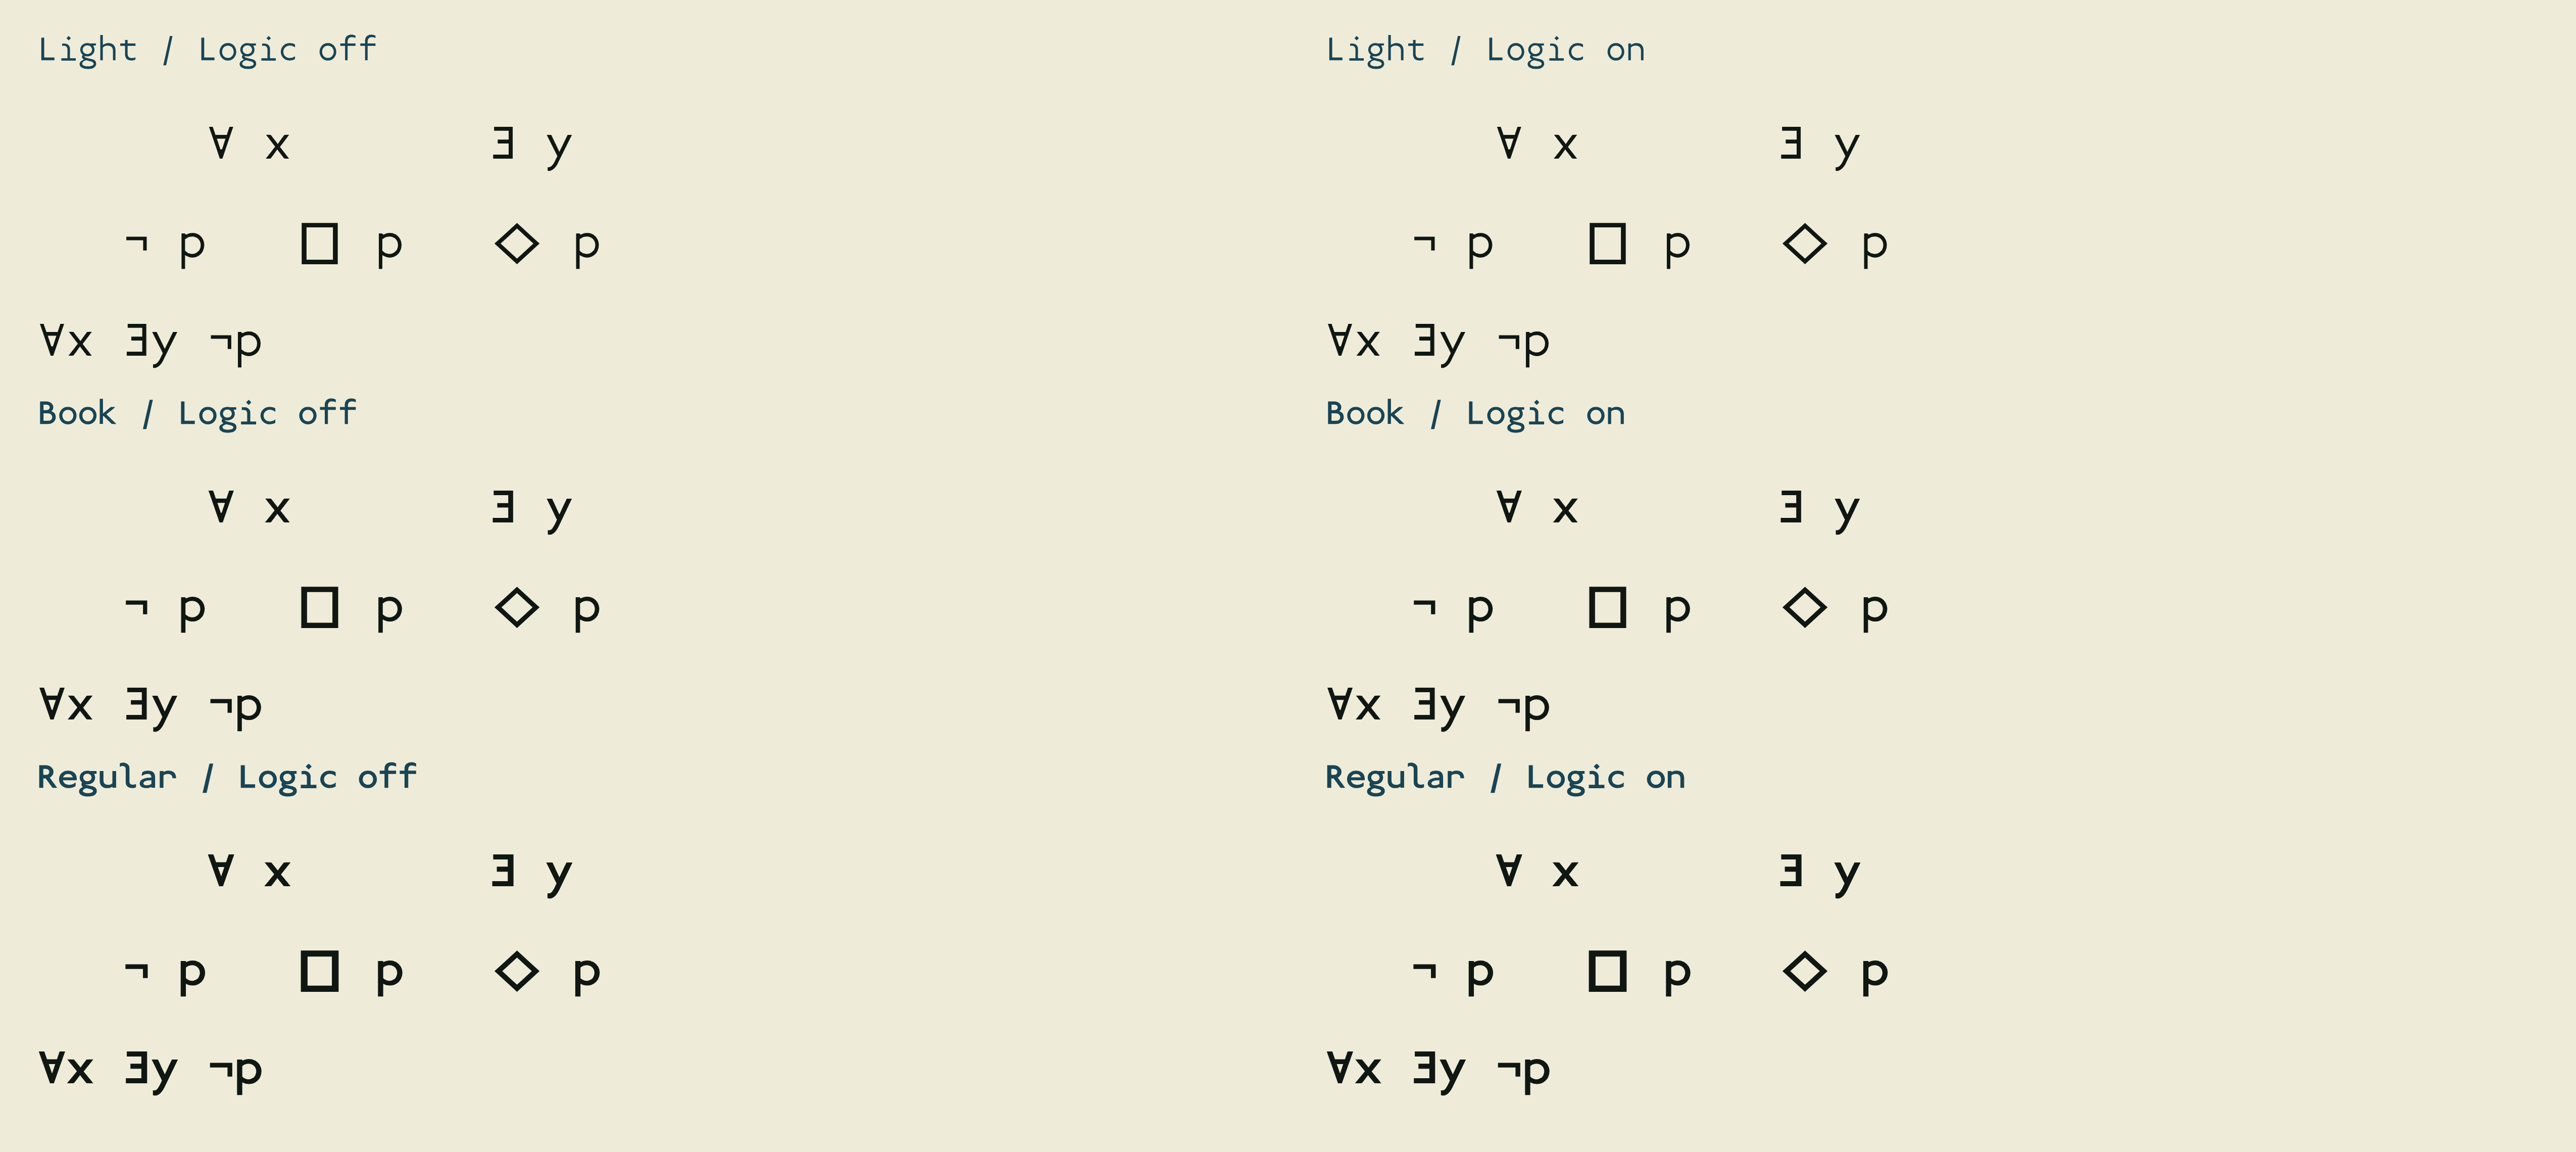 Light / Logic off
∀ x ∃ y
¬ p □ p ◇ p
∀x ∃y ¬p
Book / Logic off
∀ x ∃ y
¬ p □ p ◇ p
∀x ∃y ¬p
Regular / Logic off
∀ x ∃ y
¬ p □ p ◇ p
∀x ∃y ¬p
Light / Logic on
∀ x ∃ y
¬ p □ p ◇ p
∀x ∃y ¬p
Book / Logic on
∀ x ∃ y
¬ p □ p ◇ p
∀x ∃y ¬p
Regular / Logic on
∀ x ∃ y
¬ p □ p ◇ p
∀x ∃y ¬p